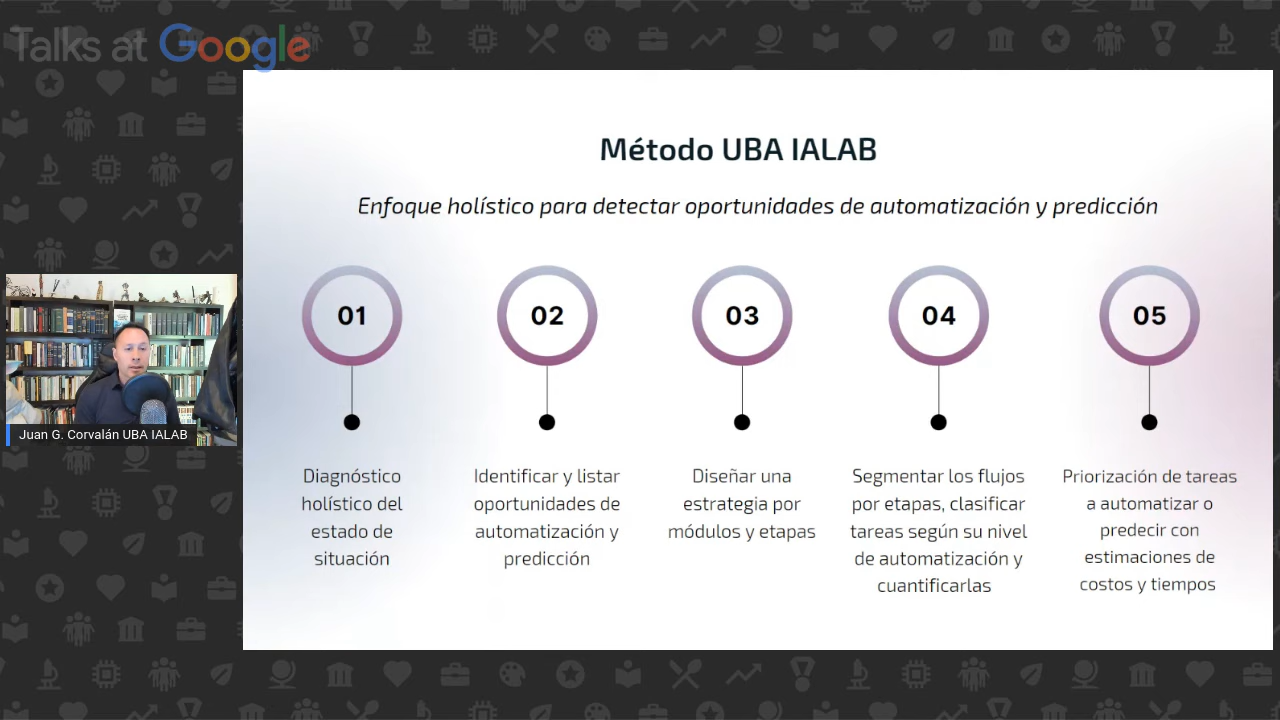 Talks at Google
Método UBA IALAB
Enfoque holístico para detectar oportunidades de automatización y predicción
01
02
03
04
05
Diagnóstico
holístico del
estado de
situación
Identificar y listar
oportunidades de
automatización y
predicción
Diseñar una
estrategia por
módulos y etapas
Segmentar los flujos
por etapas, clasificar
tareas según su nivel
de automatización y
cuantificarlas
Priorización de tareas
a automatizar o
predecir con
estimaciones de
costos y tiempos
Juan G. Corvalán UBA IALAB